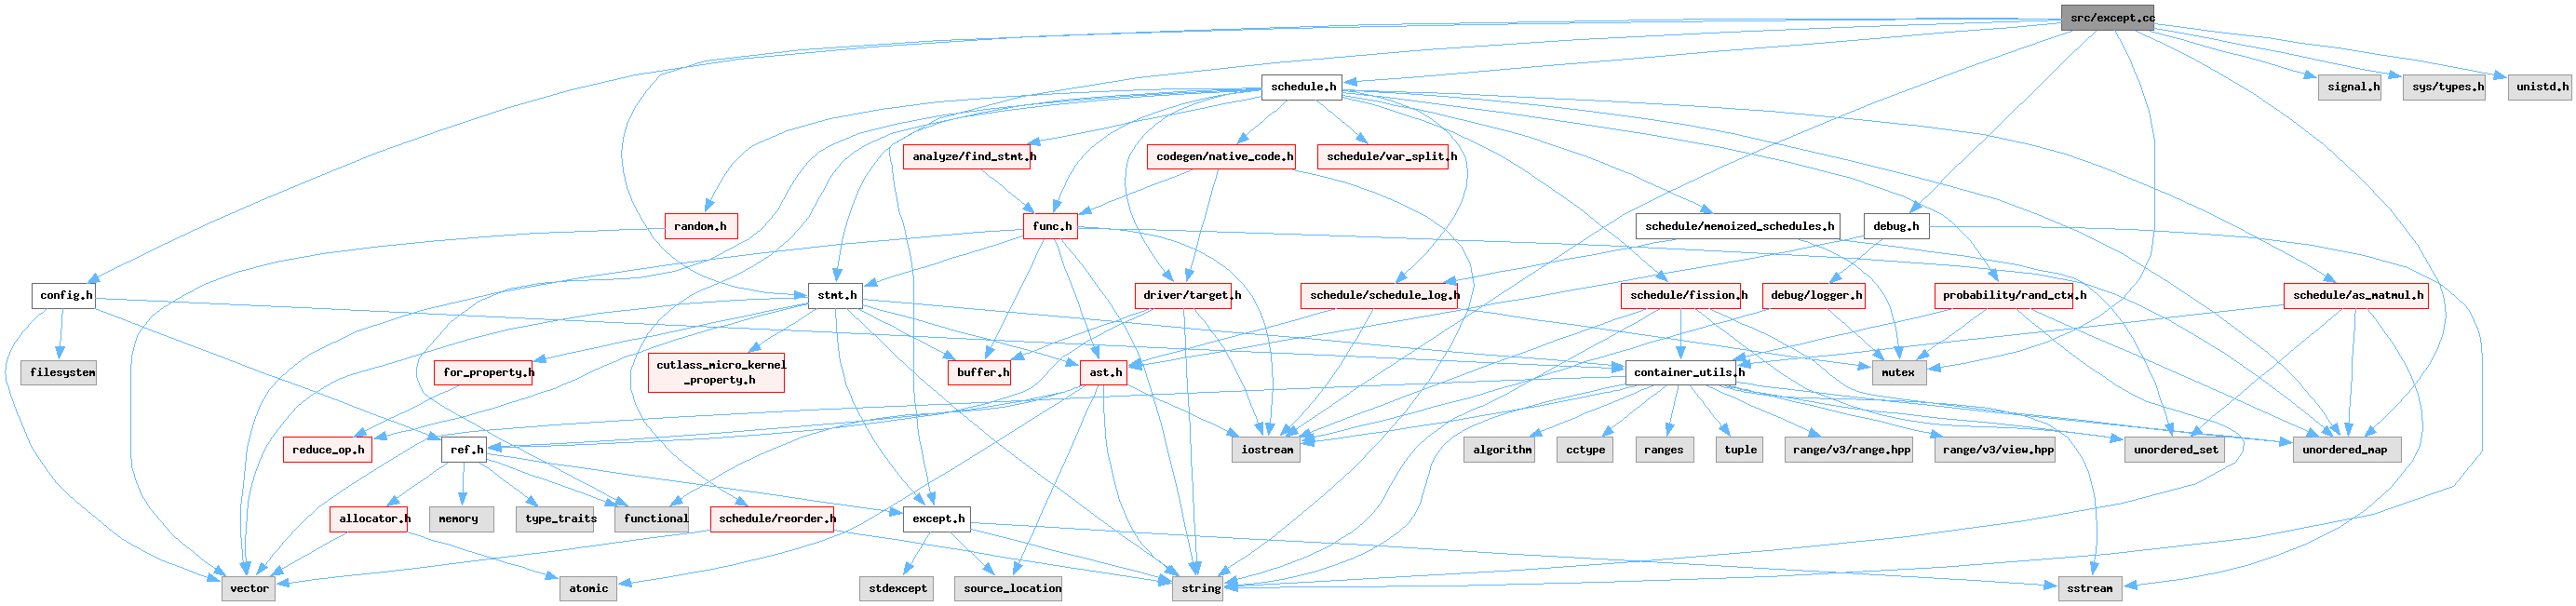 src/except.cc
schedule.h
signal.h
sys/types.h
unistd.h
analyze/find_stmt.h
codegen/native_code.h
schedule/var_split.h
random.h
func.h
schedule/memoized_schedules.h
debug.h
config.h
stmt.h
driver/target.h
schedule/schedule_log.h
schedule/fission.h
debug/logger.h
probability/rand_ctx.h
schedule/as_matmul.h
filesystem
for_property.h
cutlass_micro_kernel
_property.h
buffer.h
ast.h
container_utils.h
mutex
reduce_op.h
ref.h
iostream
algorithm
cctype
ranges
tuple
range/v3/range.hpp
range/v3/view.hpp
unordered_set
unordered_map
allocator.h
memory
type_traits
functional
schedule/reorder.h
except.h
vector
atomic
stdexcept
source_location
string
sstream